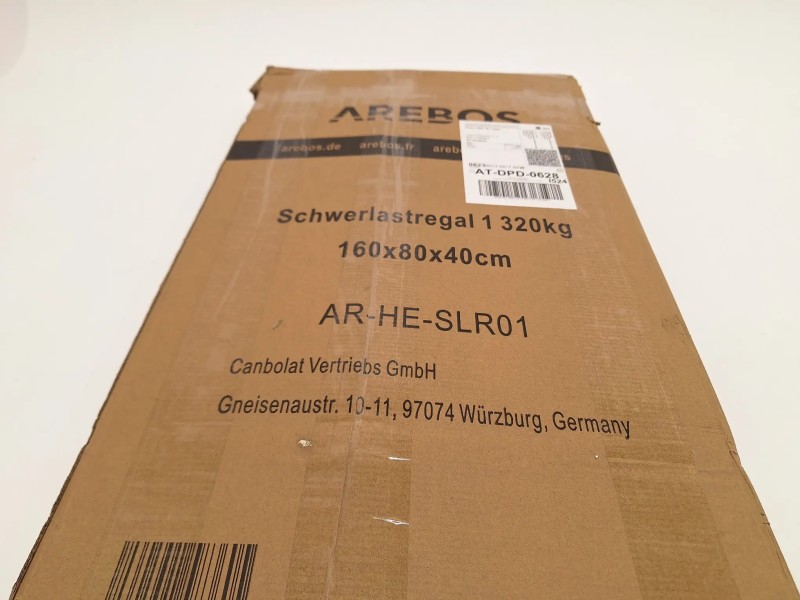 AREBOS
arebos.de arebos.fr
AT-DPD-0628
IS24
Schwerlastregal 1 320kg
160x80x40cm
AR-HE-SLR01
Canbolat Vertriebs GmbH
Gneisenaustr. 10-11, 97074 Würzburg, Germany